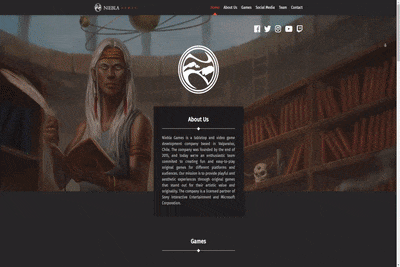 NIEBLA GAMES
Home About Us Games Social Media Team Contact
About Us
Niebla Games is a tabletop and video game
development company based in Valparaíso,
Chile. The company was founded by the end of
2015, and today we're an enthusiastic team
commited to creating fun and easy-to-play
original games for different platforms and
audiences. Our mission is to provide playful and
aesthetic experiences through original games
that stand out for their artistic value and
originality. The company is a licensed partner of
Sony Interactive Entertainment and Microsoft
Corporation.
Games